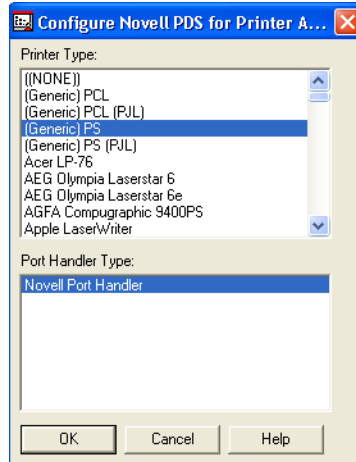 Configure Novell PDS for Printer A...
Printer Type:
((NONE))
(Generic) PCL
(Generic) PCL (PJL)
(Generic) PS
(Generic) PS (PJL)
Acer LP-76
AEG Olympia Laserstar 6
AEG Olympia Laserstar 6e
AGFA Compugraphic 9400PS
Apple LaserWriter
Port Handler Type:
Novell Port Handler
OK Cancel Help